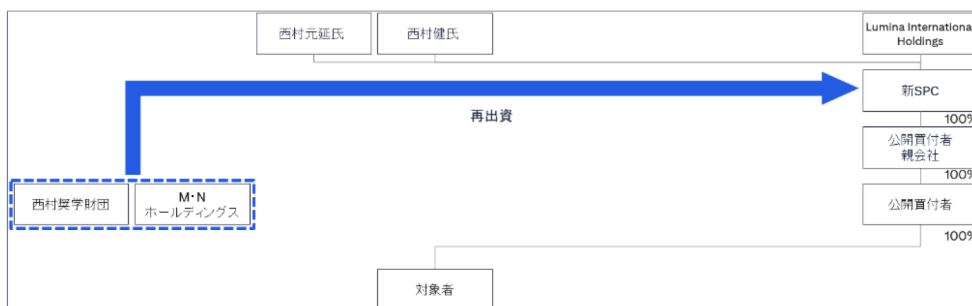 西村元延氏
西村健氏
Lumina International
Holdings
新SPC
再出資
100%
公開買付者
親会社
100%
西村奨学財団
M・N
ホールディングス
公開買付者
100%
対象者